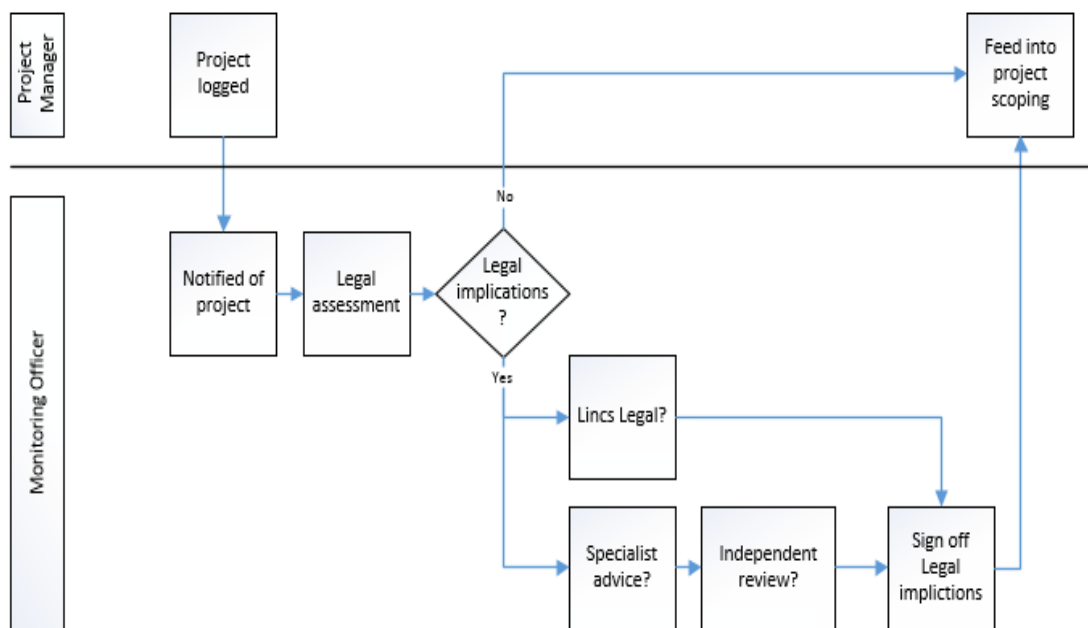 Project
Manager
Project
logged
Feed into
project
scoping
No
Monitoring Officer
Notified of
project
Legal
assessment
Legal
implications
?
Yes
Lincs Legal?
Specialist
advice?
Independent
review?
Sign off
Legal
implictions